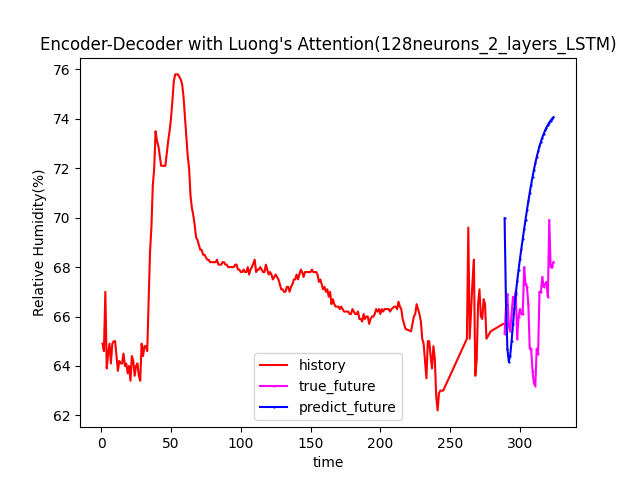 Encoder-Decoder with Luong's Attention(128neurons_2_layers_LSTM)
76
74
72
70
68
66
64
62
Relative Humidity(%)
history
true_future
predict_future
0 50 100 150 200 250 300
time